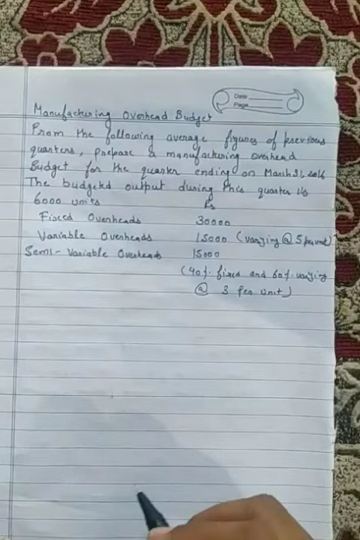 Date
Page
Manufacturing Overhead Budget
From the following average figures of previous
quarters, prepare a manufacturing overhead
Budget for the quarter ending on March 31, 2016
The budgeted output during this quarter is
6000 units Rs
Fixed Overheads 30000
Variable Overheads 15000 (varying @ 5 per unit)
Semi-Variable Overheads 15000
(40% fixed and 60% varying
@ 3 Per unit)